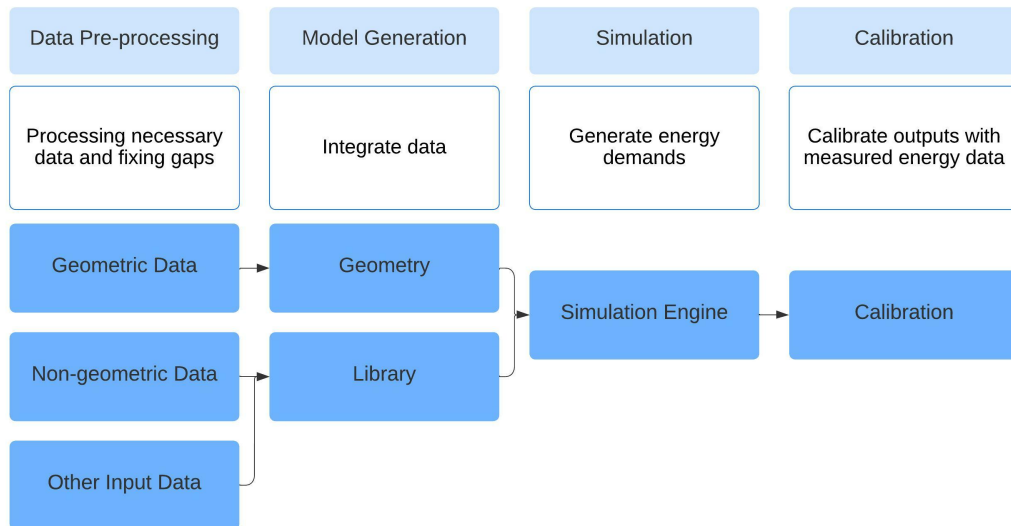 Data Pre-processing
Model Generation
Simulation
Calibration
Processing necessary
data and fixing gaps
Integrate data
Generate energy
demands
Calibrate outputs with
measured energy data
Geometric Data
Geometry
Simulation Engine
Calibration
Non-geometric Data
Library
Other Input Data